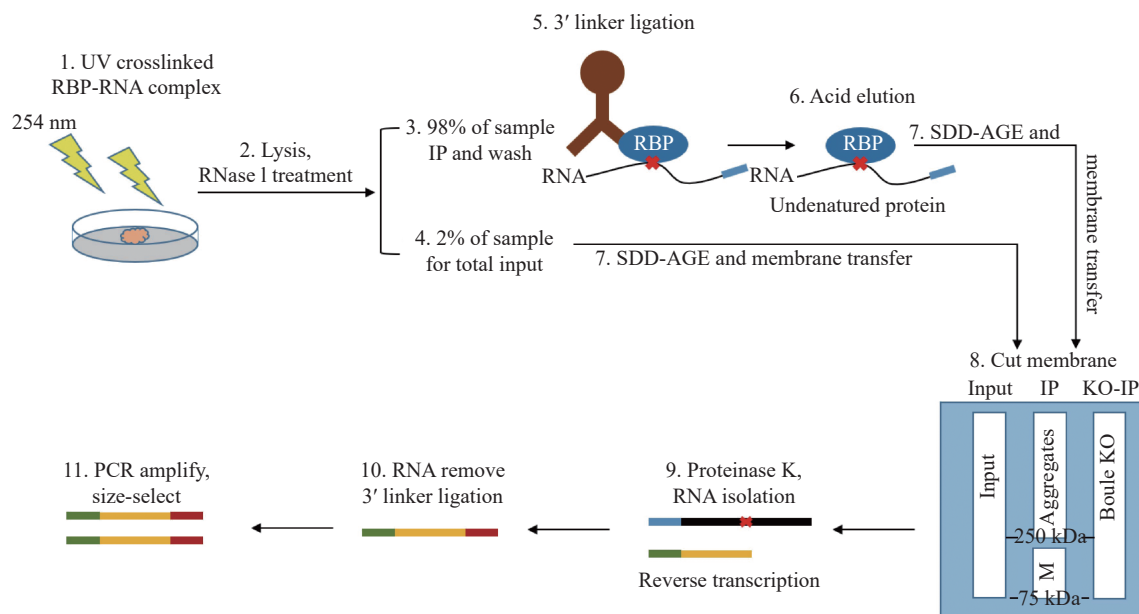 1. UV crosslinked
RBP-RNA complex
254 nm
2. Lysis,
RNase l treatment
3. 98% of sample
IP and wash
4. 2% of sample
for total input
5. 3′ linker ligation
RBP
RNA
6. Acid elution
RBP
RNA
Undenatured protein
7. SDD-AGE and
membrane transfer
7. SDD-AGE and membrane transfer
8. Cut membrane
Input IP KO-IP
Input
Aggregates
M
Boule KO
250 kDa
75 kDa
9. Proteinase K,
RNA isolation
Reverse transcription
10. RNA remove
3′ linker ligation
11. PCR amplify,
size-select